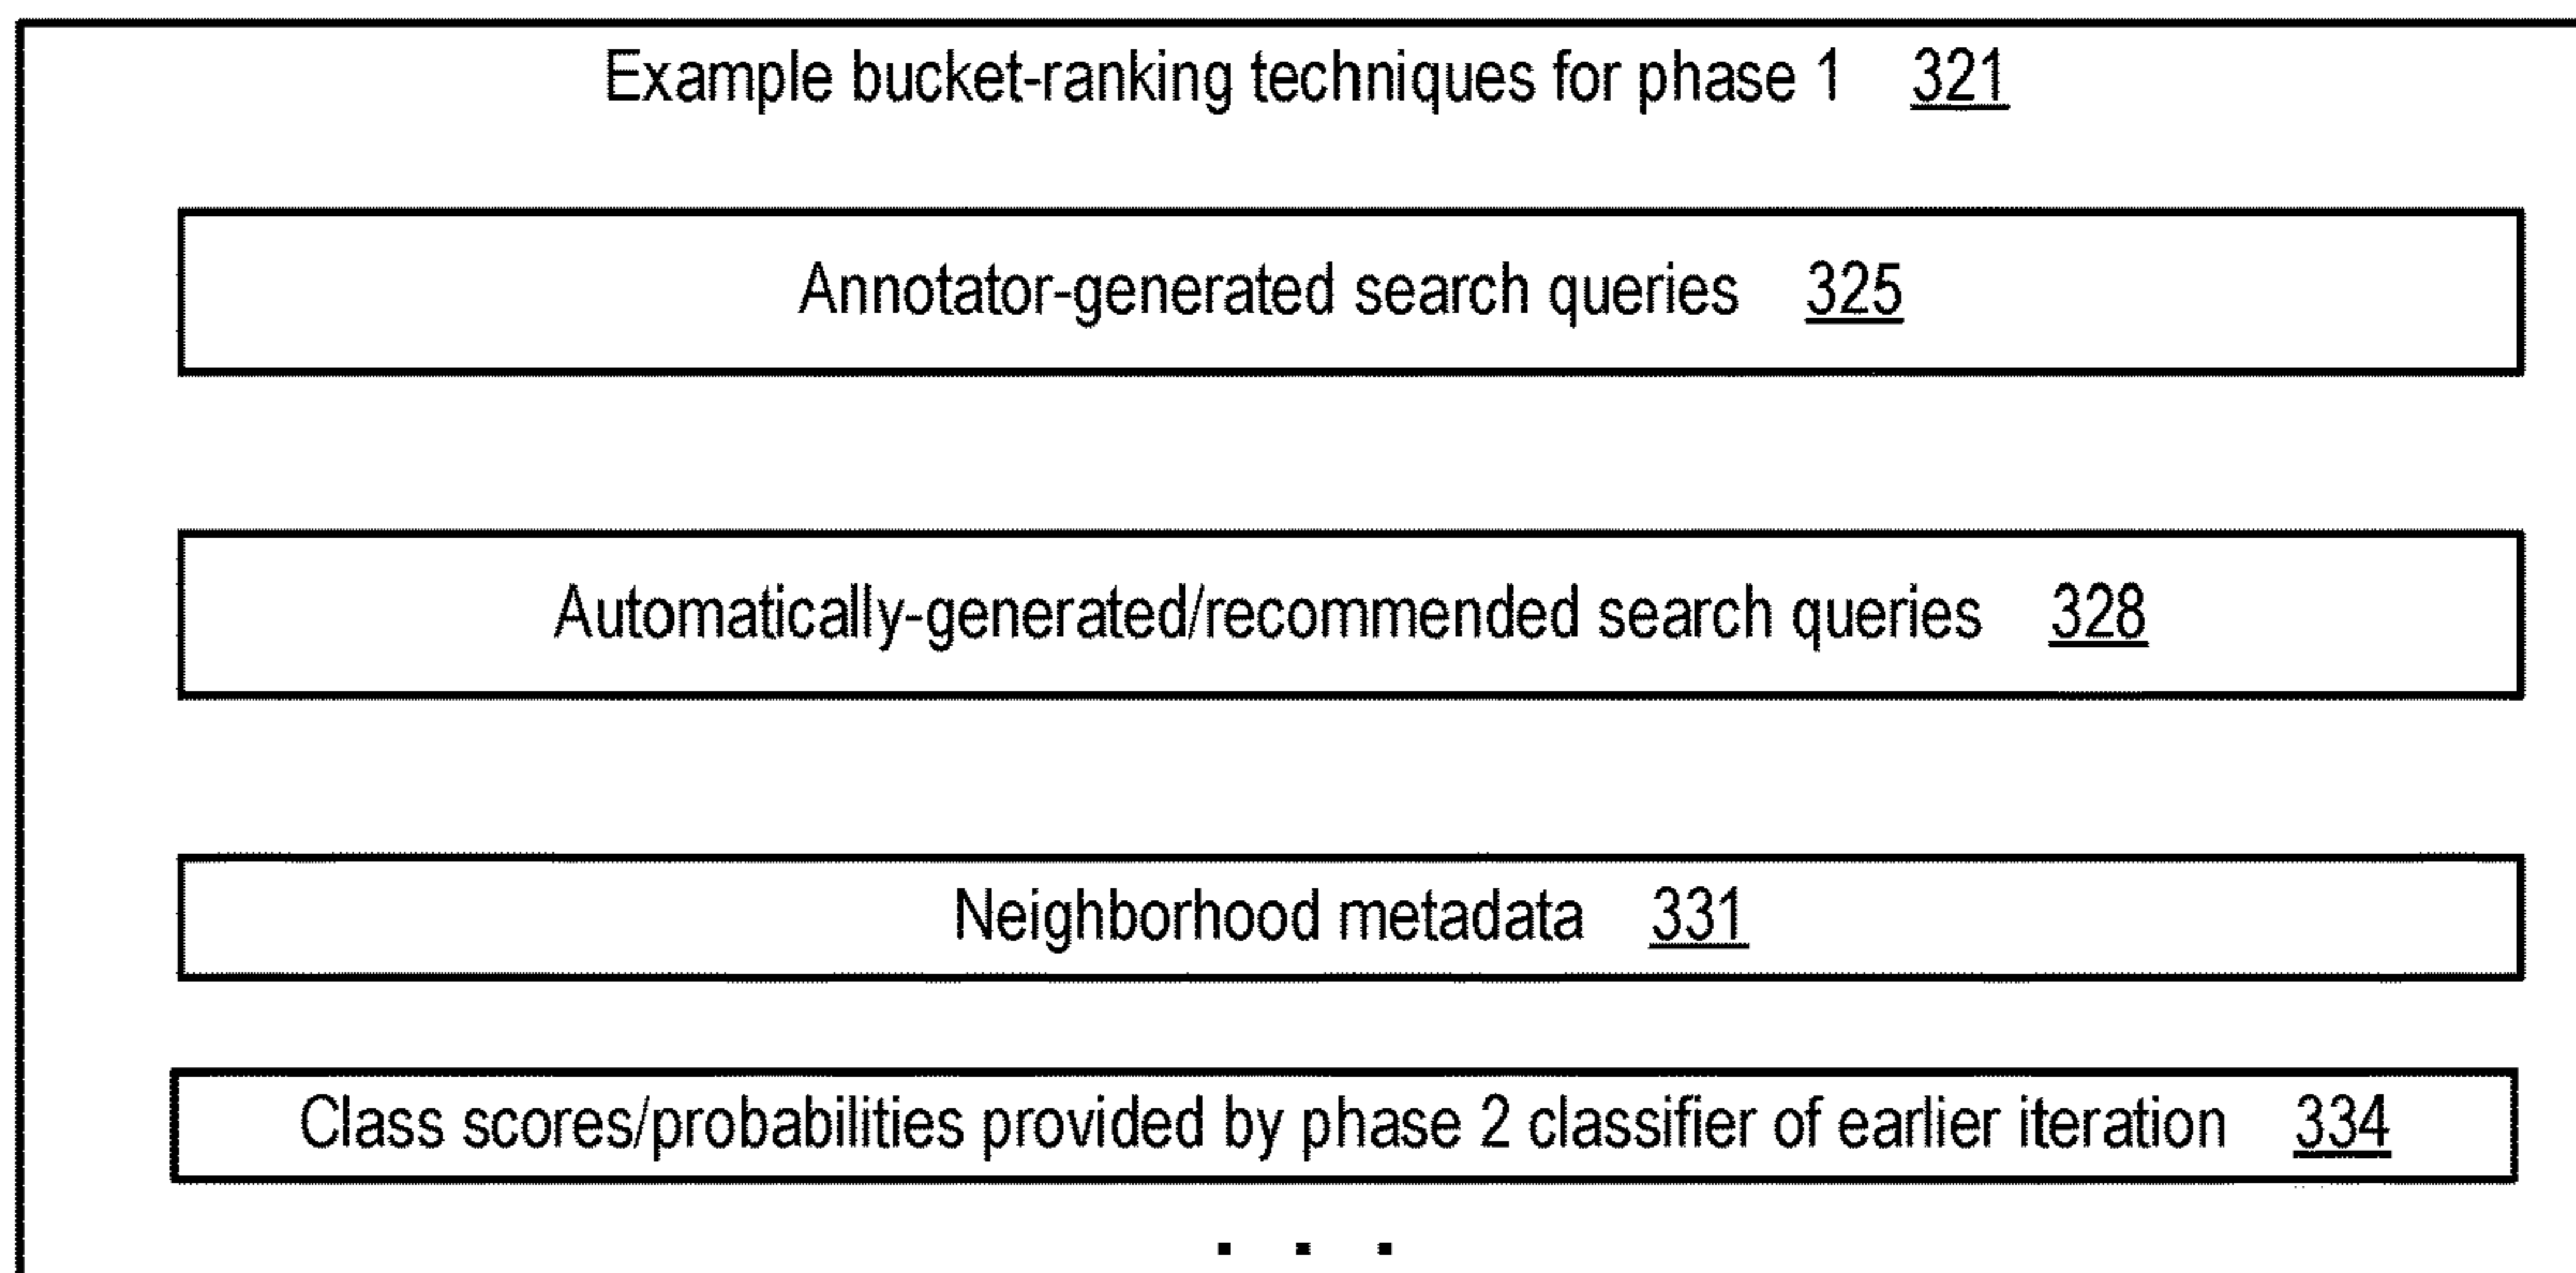 Example bucket-ranking techniques for phase 1 321
Annotator-generated search queries 325
Automatically-generated/recommended search queries 328
Neighborhood metadata 331
Class scores/probabilities provided by phase 2 classifier of earlier iteration 334
. . .